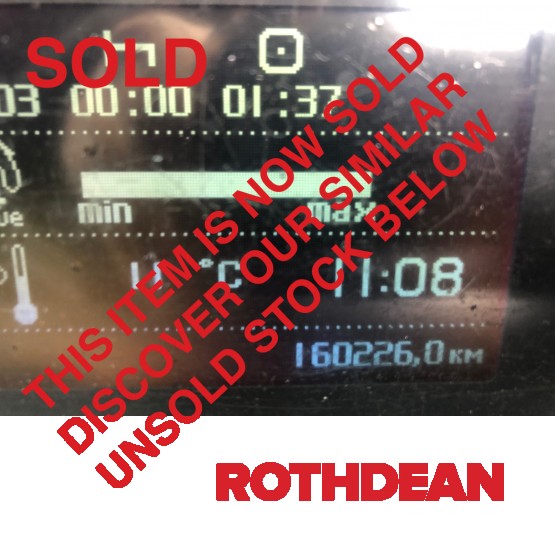 SOLD
03 00:00 01:37
min max
°C 11:08
160226,0 KM
THIS ITEM IS NOW SOLD
DISCOVER OUR SIMILAR
UNSOLD STOCK BELOW
ROTHDEAN